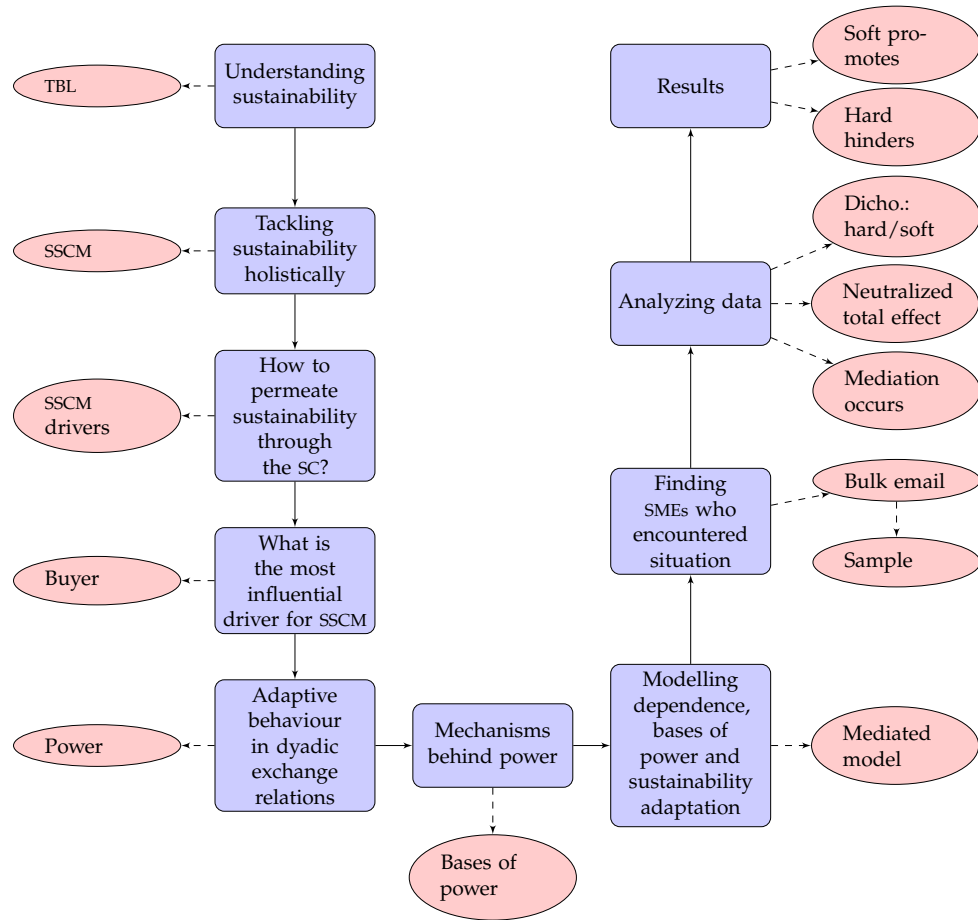 TBL
Understanding
sustainability
SSCM
Tackling
sustainability
holistically
SSCM
drivers
How to
permeate
sustainability
through
the SC?
Buyer
What is
the most
influential
driver for SSCM
Power
Adaptive
behaviour
in dyadic
exchange
relations
Mechanisms
behind power
Bases of
power
Modelling
dependence,
bases of
power and
sustainability
adaptation
Mediated
model
Finding
SMEs who
encountered
situation
Bulk email
Sample
Analyzing data
Dicho.:
hard/soft
Neutralized
total effect
Mediation
occurs
Results
Soft pro-
motes
Hard
hinders